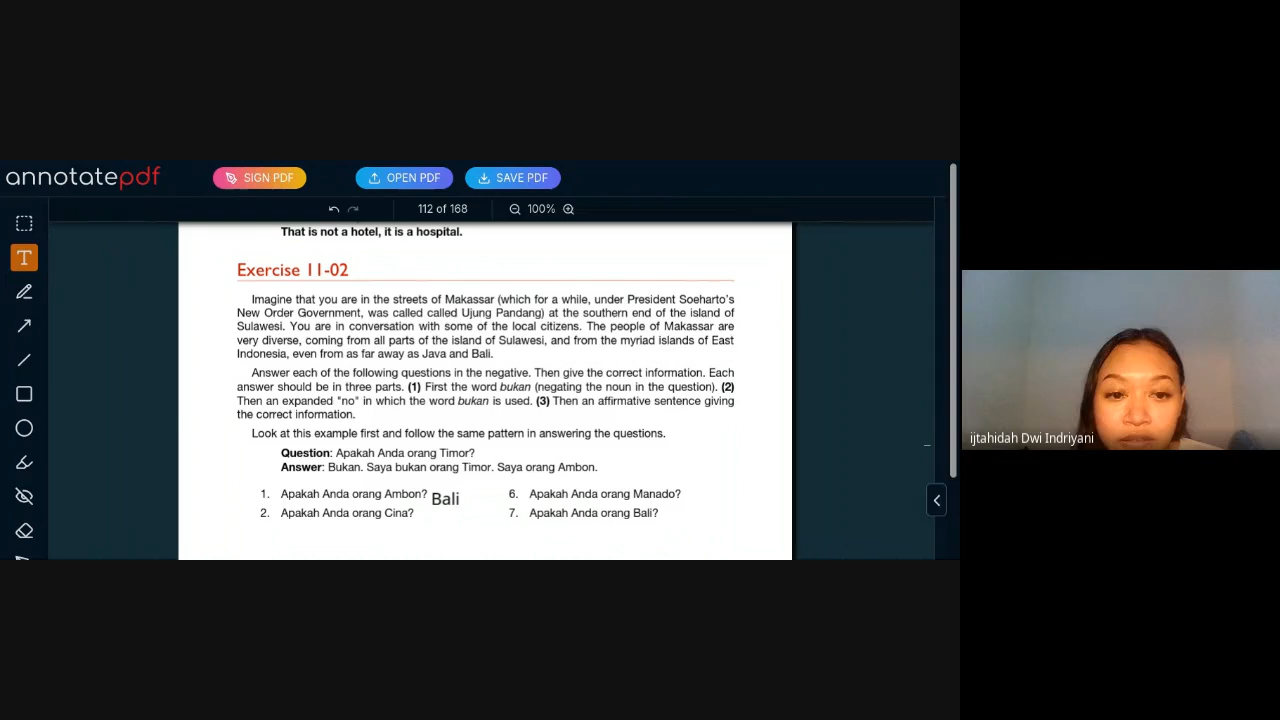 annotatepdf
SIGN PDF
OPEN PDF
SAVE PDF
112 of 168
100%
T
That is not a hotel, it is a hospital.
Exercise 11-02
Imagine that you are in the streets of Makassar (which for a while, under President Soeharto's
New Order Government, was called called Ujung Pandang) at the southern end of the island of
Sulawesi. You are in conversation with some of the local citizens. The people of Makassar are
very diverse, coming from all parts of the island of Sulawesi, and from the myriad islands of East
Indonesia, even from as far away as Java and Bali.
Answer each of the following questions in the negative. Then give the correct information. Each
answer should be in three parts. (1) First the word bukan (negating the noun in the question). (2)
Then an expanded "no" in which the word bukan is used. (3) Then an affirmative sentence giving
the correct information.
Look at this example first and follow the same pattern in answering the questions.
Question: Apakah Anda orang Timor?
Answer: Bukan. Saya bukan orang Timor. Saya orang Ambon.
1. Apakah Anda orang Ambon? Bali
2. Apakah Anda orang Cina?
6. Apakah Anda orang Manado?
7. Apakah Anda orang Bali?
ijtahidah Dwi Indriyani